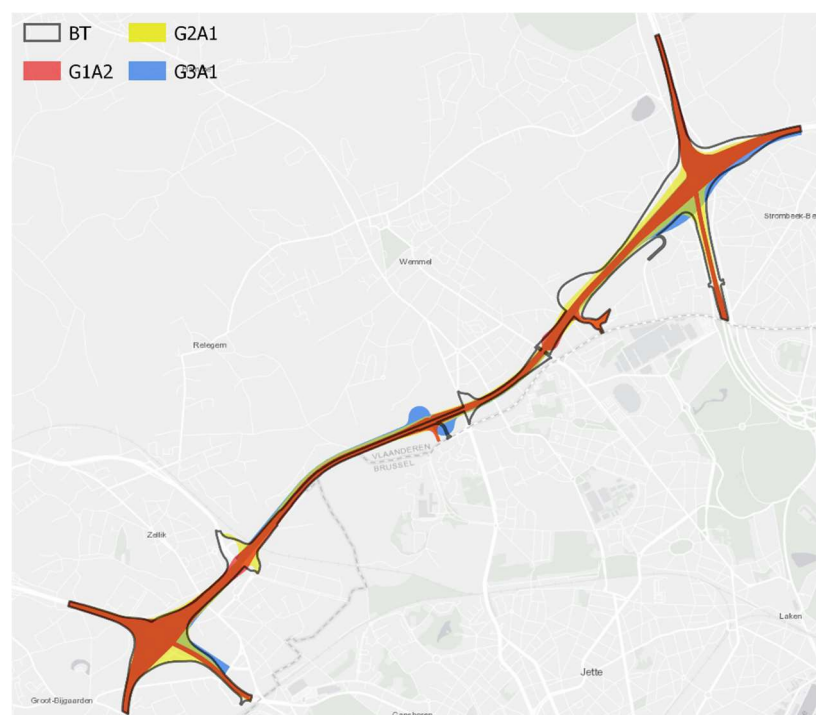 BT
G2A1
G1A2
G3A1
Strombeek-Be
Wemmel
Relegem
VLAANDEREN
BRUSSEL
Zellik
Laken
Jette
Groot-Bijgaarden